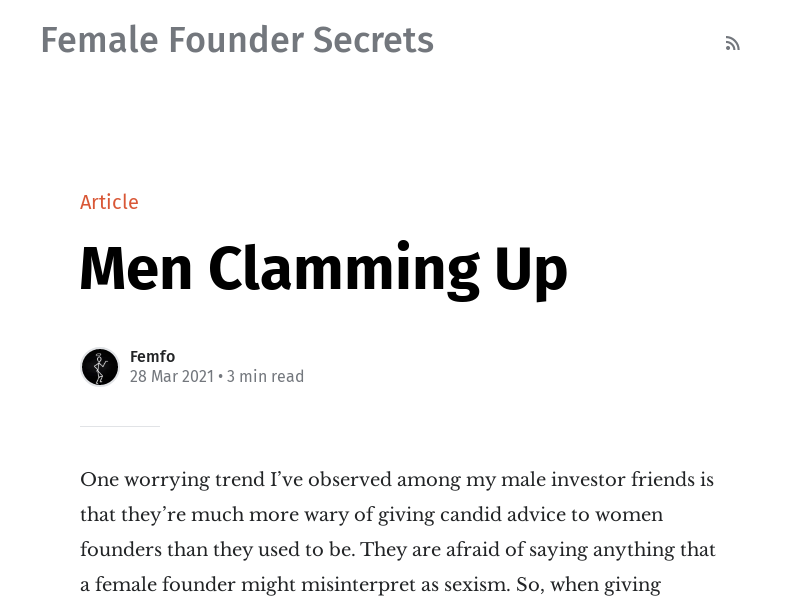 Female Founder Secrets
Article
Men Clamming Up
Femfo
28 Mar 2021 • 3 min read
One worrying trend I’ve observed among my male investor friends is
that they’re much more wary of giving candid advice to women
founders than they used to be. They are afraid of saying anything that
a female founder might misinterpret as sexism. So, when giving